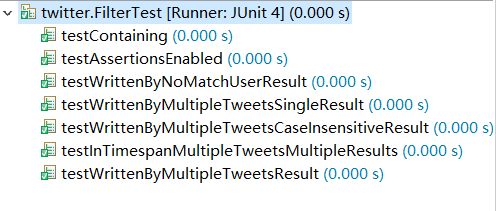 twitter.FilterTest [Runner: JUnit 4] (0.000 s)
testContaining (0.000 s)
testAssertionsEnabled (0.000 s)
testWrittenByNoMatchUserResult (0.000 s)
testWrittenByMultipleTweetsSingleResult (0.000 s)
testWrittenByMultipleTweetsCaseInsensitiveResult (0.000 s)
testInTimespanMultipleTweetsMultipleResults (0.000 s)
testWrittenByMultipleTweetsResult (0.000 s)